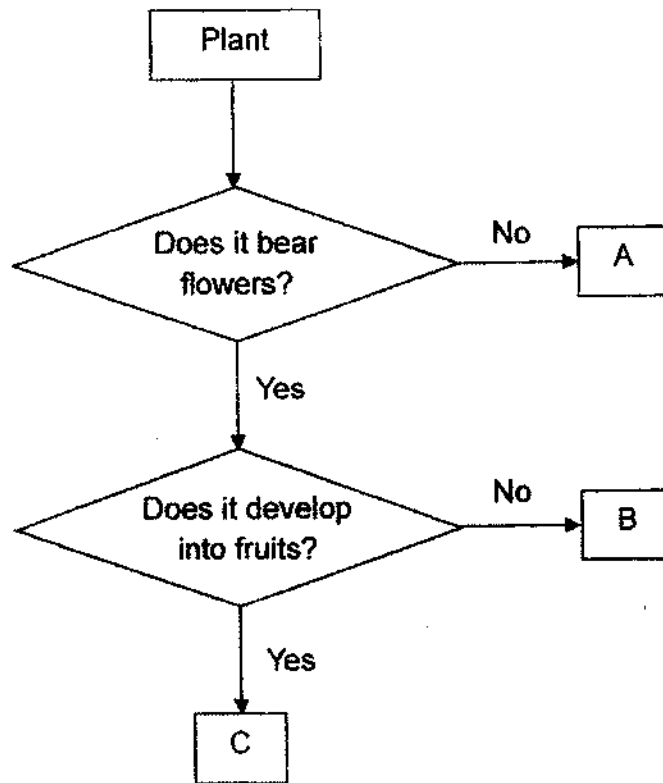 Plant
Does it bear
flowers?
No
A
Yes
Does it develop
into fruits?
No
B
Yes
C